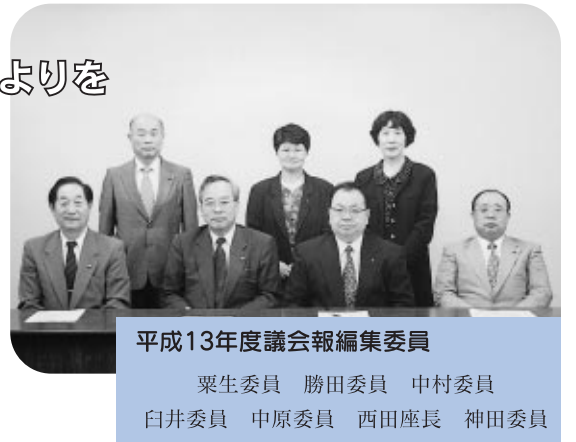 よりを
平成13年度議会報編集委員
粟生委員　勝田委員　中村委員
臼井委員　中原委員　西田座長　神田委員